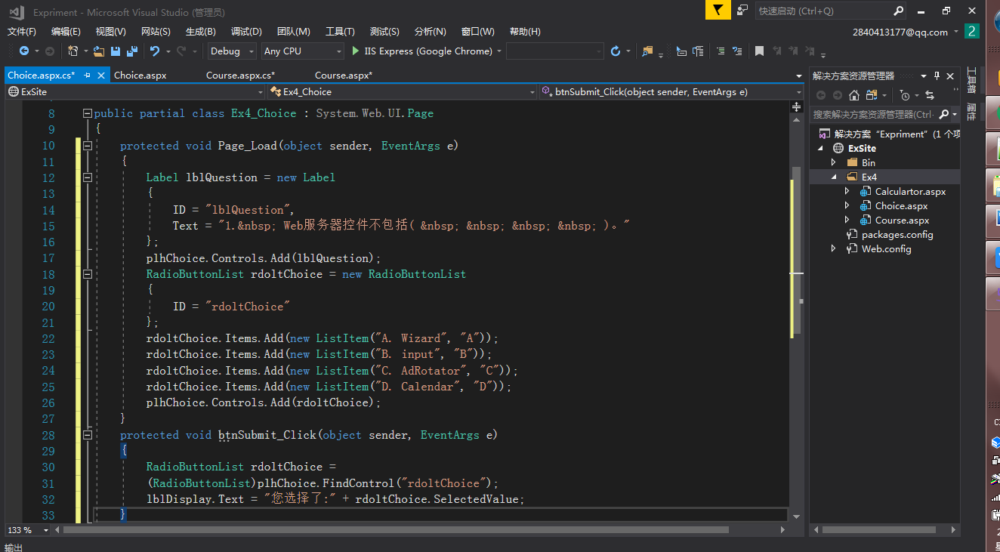 Expriment - Microsoft Visual Studio (管理员)
快速启动 (Ctrl+Q)
文件(F) 编辑(E) 视图(V) 网站(S) 生成(B) 调试(D) 团队(M) 工具(T) 测试(S) 分析(N) 窗口(W) 帮助(H)
2840413177@qq.com 2
Debug Any CPU IIS Express (Google Chrome)
Choice.aspx.cs* Choice.aspx Course.aspx.cs* Course.aspx*
ExSite Ex4_Choice btnSubmit_Click(object sender, EventArgs e)
8 public partial class Ex4_Choice : System.Web.UI.Page
9 {
10 protected void Page_Load(object sender, EventArgs e)
11 {
12 Label lblQuestion = new Label
13 {
14 ID = "lblQuestion",
15 Text = "1.&nbsp; Web服务器控件不包括( &nbsp; &nbsp; &nbsp; &nbsp; )。"
16 };
17 plhChoice.Controls.Add(lblQuestion);
18 RadioButtonList rdoltChoice = new RadioButtonList
19 {
20 ID = "rdoltChoice"
21 };
22 rdoltChoice.Items.Add(new ListItem("A. Wizard", "A"));
23 rdoltChoice.Items.Add(new ListItem("B. input", "B"));
24 rdoltChoice.Items.Add(new ListItem("C. AdRotator", "C"));
25 rdoltChoice.Items.Add(new ListItem("D. Calendar", "D"));
26 plhChoice.Controls.Add(rdoltChoice);
27 }
28 protected void btnSubmit_Click(object sender, EventArgs e)
29 {
30 RadioButtonList rdoltChoice =
31 (RadioButtonList)plhChoice.FindControl("rdoltChoice");
32 lblDisplay.Text = "您选择了:" + rdoltChoice.SelectedValue;
33 }
133 %
输出
解决方案资源管理器
搜索解决方案资源管理器(Ctrl-
解决方案 "Expriment" (1 个项
ExSite
Bin
Ex4
Calculartor.aspx
Choice.aspx
Course.aspx
packages.config
Web.config
工具箱
属性